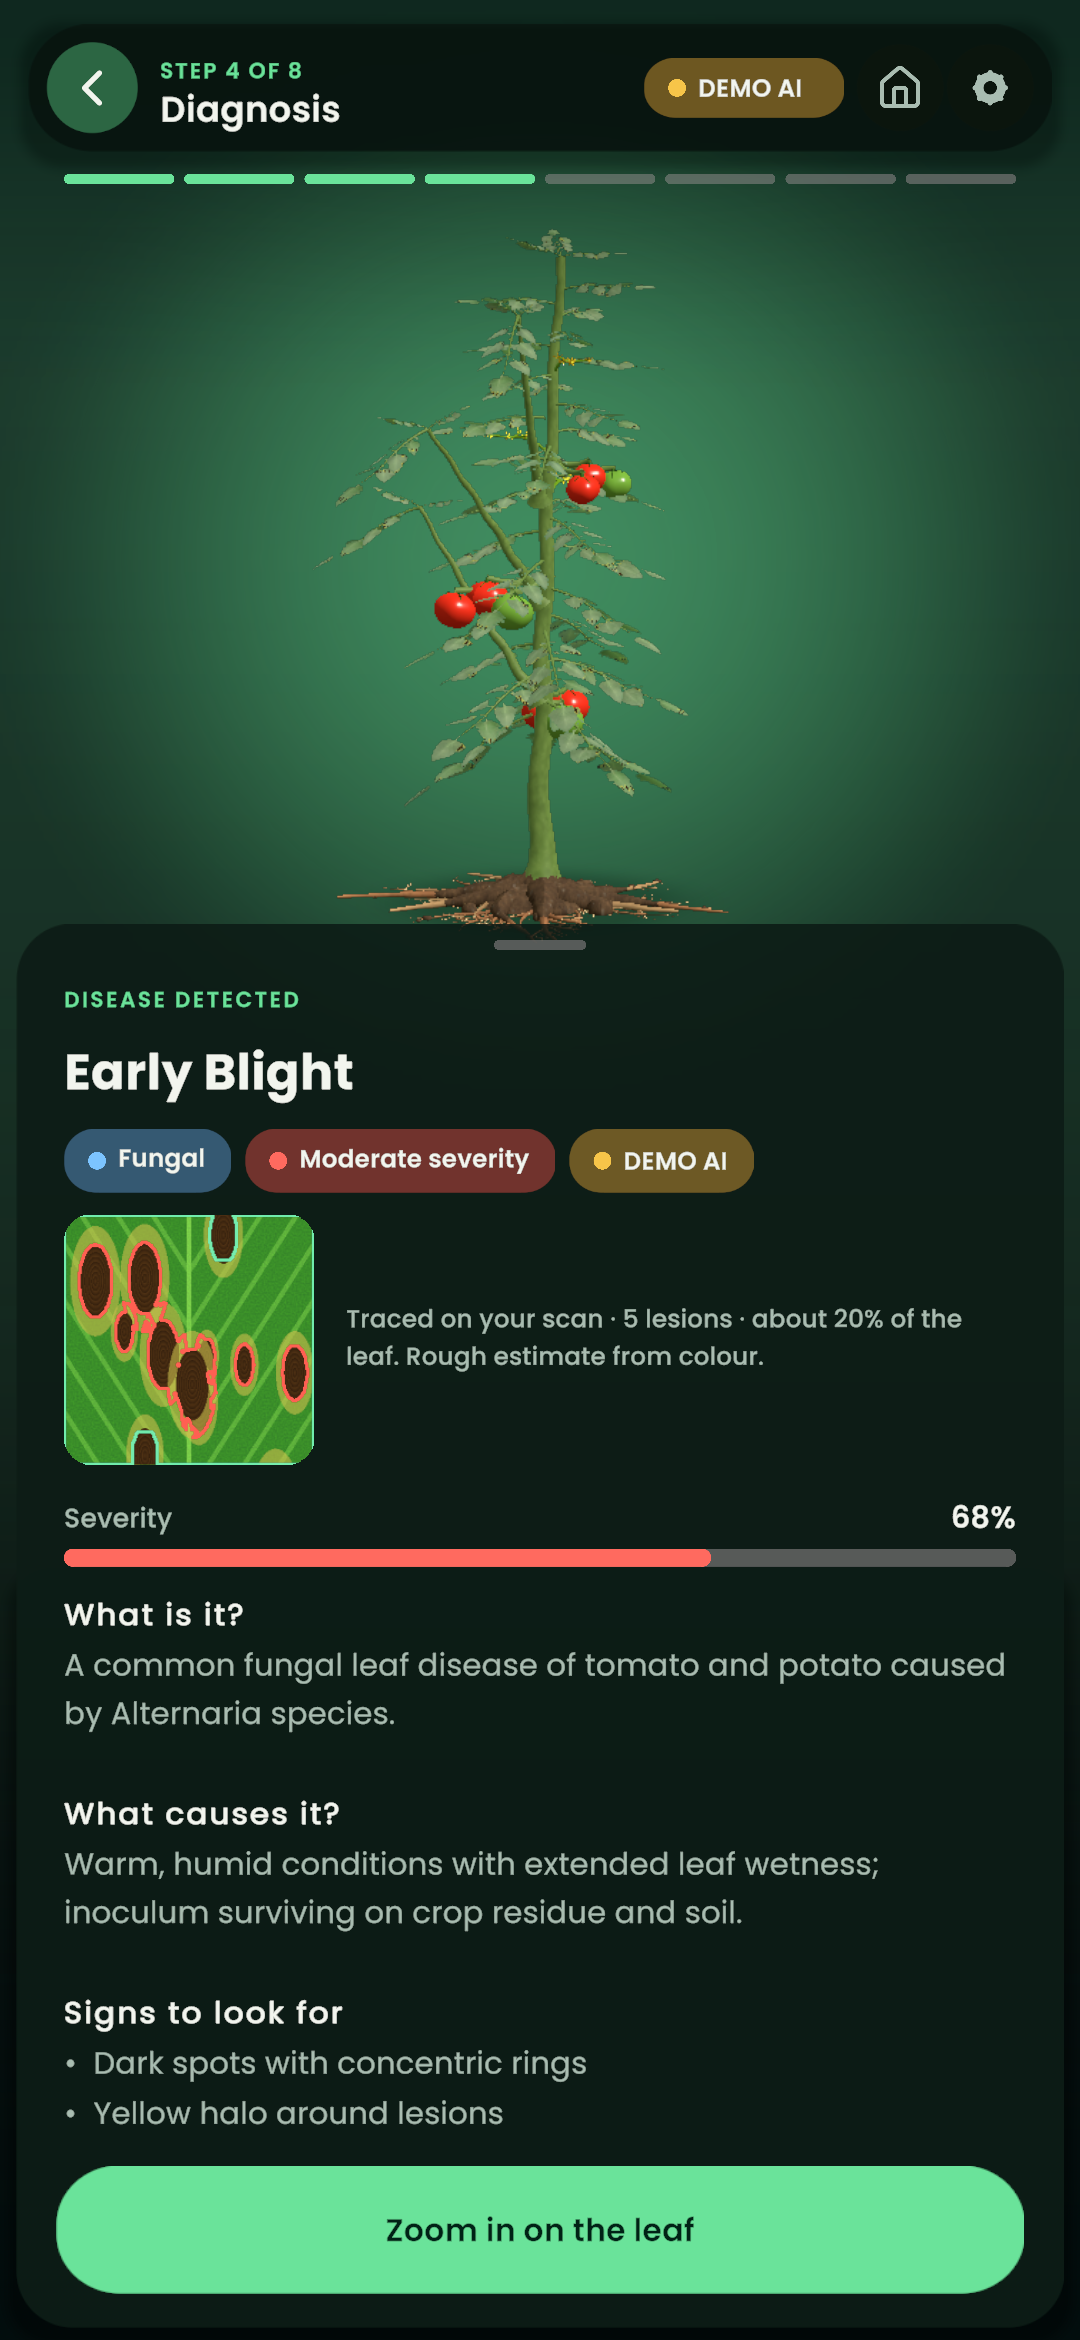 STEP 4 OF 8
Diagnosis
DEMO AI
DISEASE DETECTED
Early Blight
Fungal
Moderate severity
DEMO AI
Traced on your scan · 5 lesions · about 20% of the
leaf. Rough estimate from colour.
Severity
68%
What is it?
A common fungal leaf disease of tomato and potato caused
by Alternaria species.
What causes it?
Warm, humid conditions with extended leaf wetness;
inoculum surviving on crop residue and soil.
Signs to look for
• Dark spots with concentric rings
• Yellow halo around lesions
Zoom in on the leaf